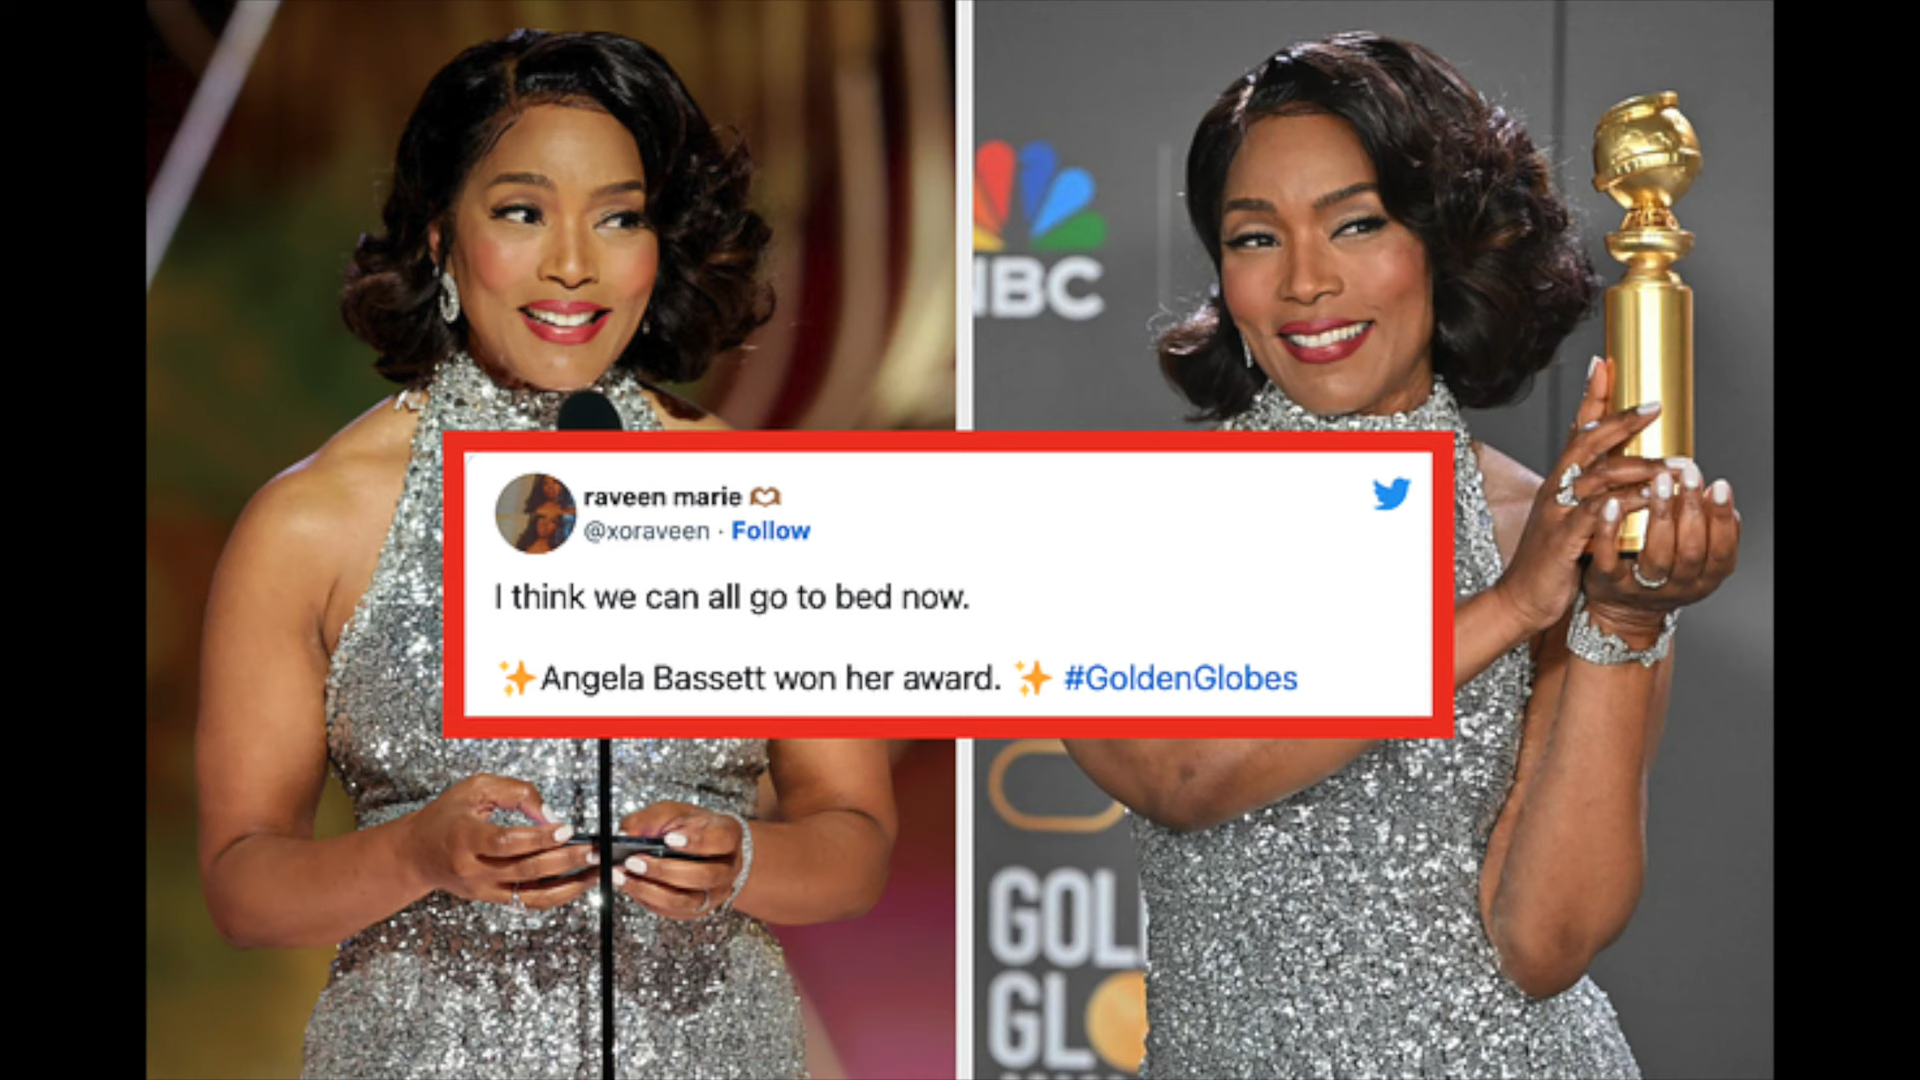 NBC
raveen marie
@xoraveen · Follow
I think we can all go to bed now.
✨Angela Bassett won her award. ✨ #GoldenGlobes
GOL
GL